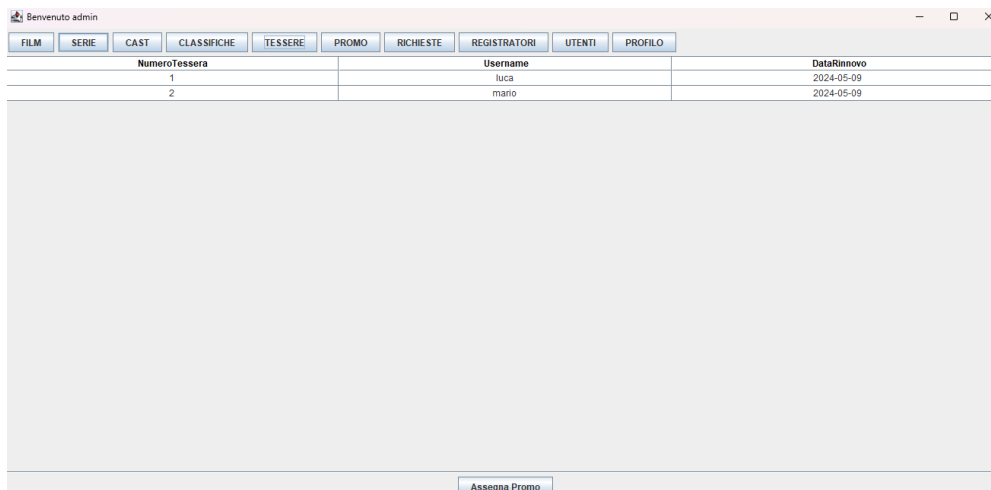 Benvenuto admin
FILM SERIE CAST CLASSIFICHE TESSERE PROMO RICHIESTE REGISTRATORI UTENTI PROFILO
NumeroTessera Username DataRinnovo
1 luca 2024-05-09
2 mario 2024-05-09
Assegna Promo